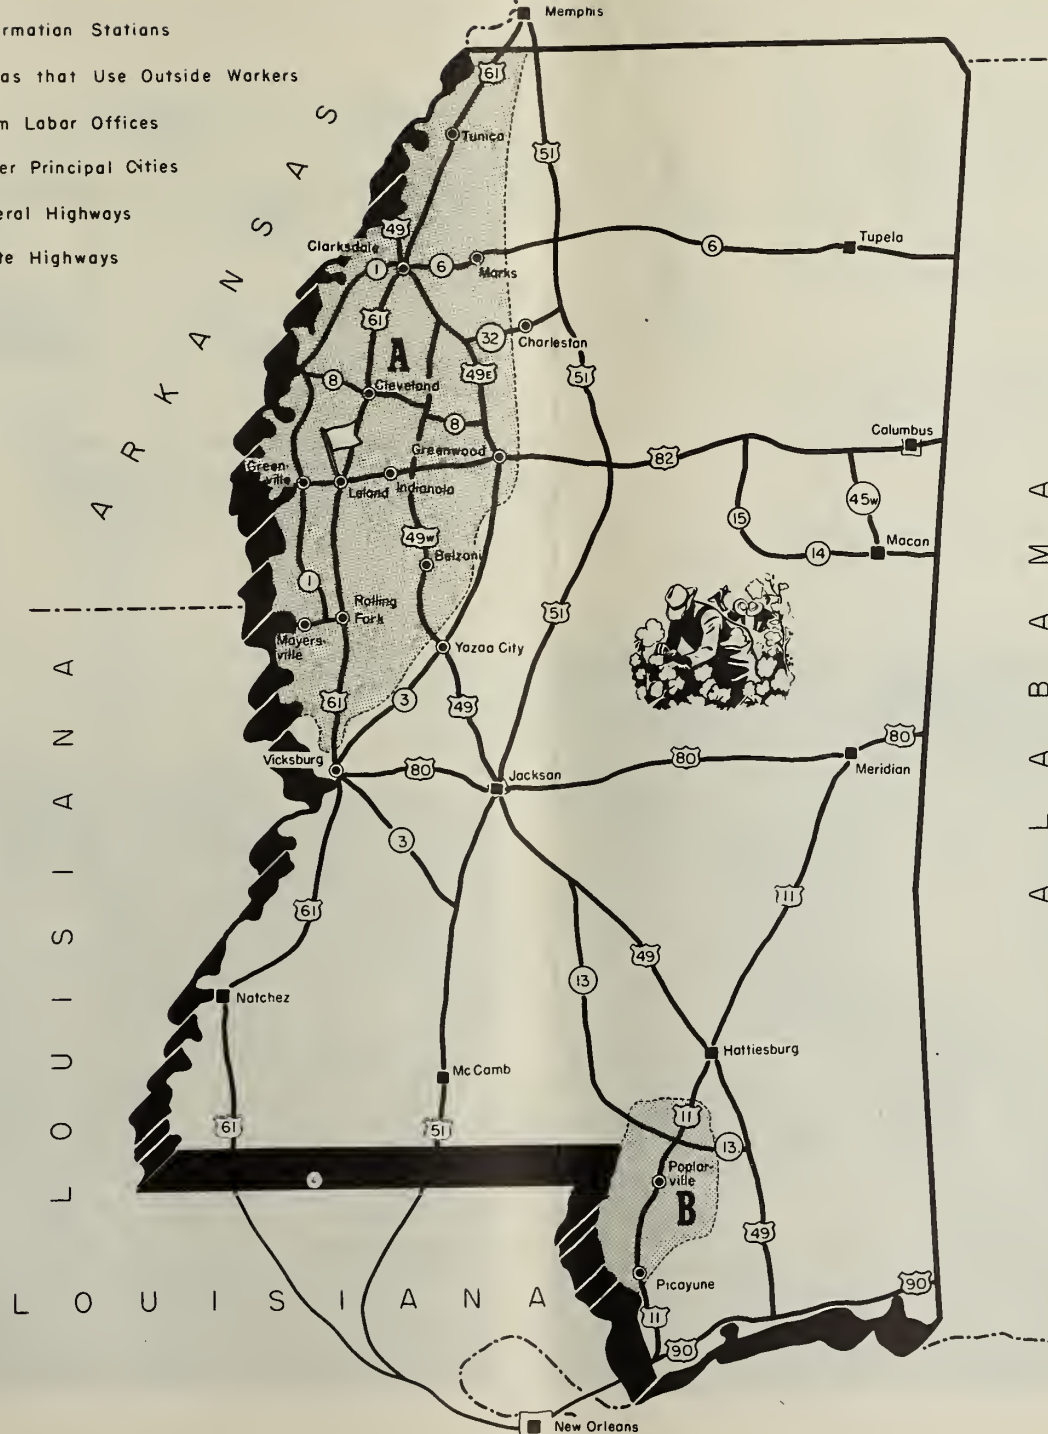 rmation Stations
as that Use Outside Workers
m Labor Offices
er Principal Cities
eral Highways
te Highways
Memphis
61
Tunica
51
ARKANSAS
49
Clarksdale
1
6
Marks
6
Tupelo
61
A
32
Charleston
49E
51
8
Cleveland
8
Greenwood
Columbus
82
Green-
ville
Leland
Indianola
45W
15
14
Macon
49W
Belzoni
1
Rolling
Fork
51
Mayers-
ville
Yazoo City
61
3
49
Vicksburg
80
Jackson
80
80
Meridian
ALABAMA
LOUISIANA
3
61
11
49
13
Natchez
Hattiesburg
McComb
61
51
11
13
Poplar-
ville
B
49
Picayune
90
LOUISIANA
11
90
New Orleans